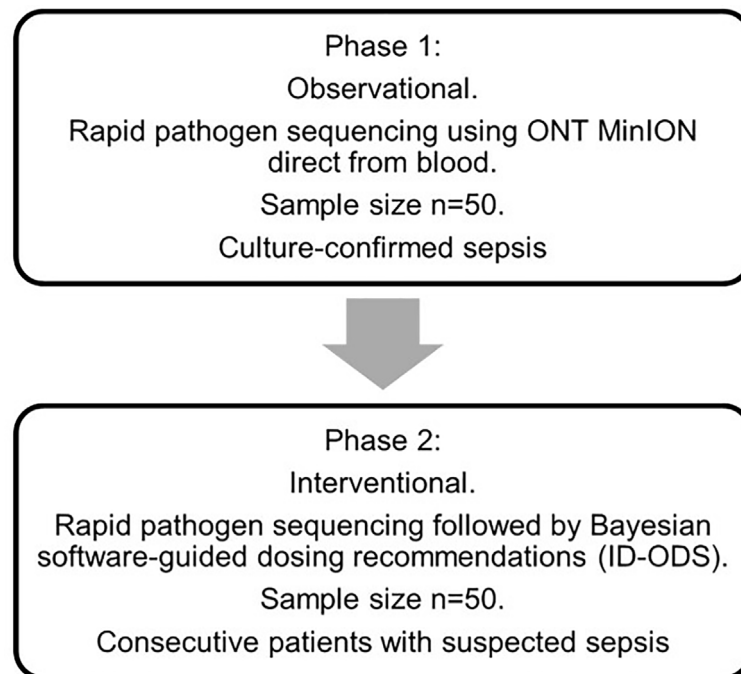 Phase 1:
Observational.
Rapid pathogen sequencing using ONT MinION
direct from blood.
Sample size n=50.
Culture-confirmed sepsis
Phase 2:
Interventional.
Rapid pathogen sequencing followed by Bayesian
software-guided dosing recommendations (ID-ODS).
Sample size n=50.
Consecutive patients with suspected sepsis